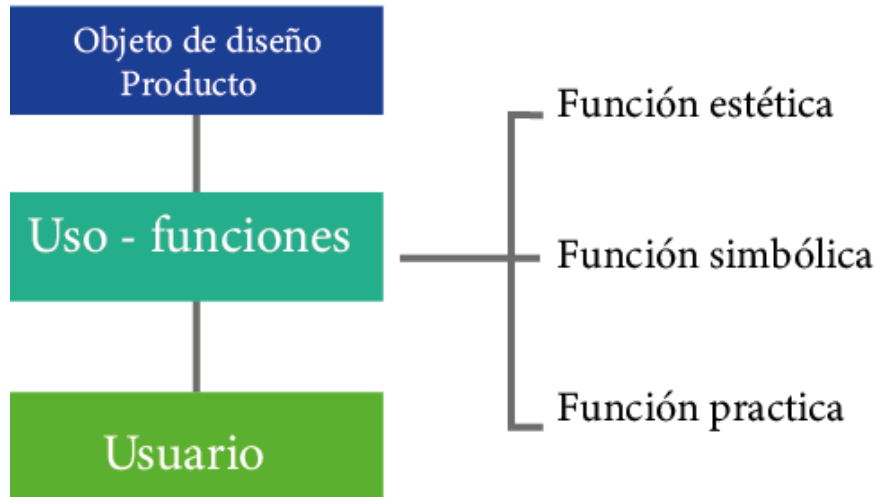 Objeto de diseño
Producto
Uso - funciones
Usuario
Función estética
Función simbólica
Función practica